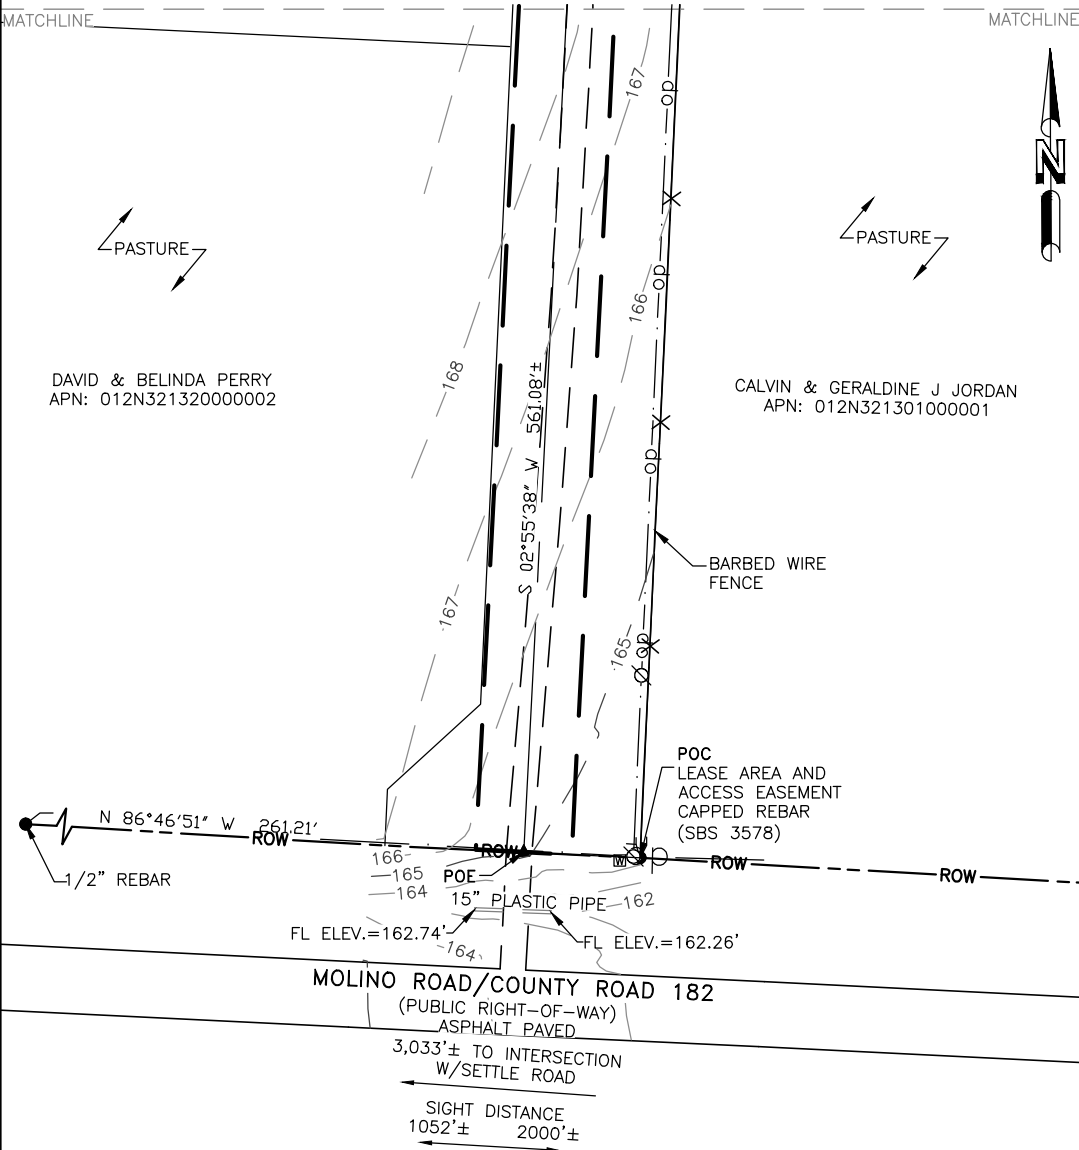 MATCHLINE
MATCHLINE
167
op
N
PASTURE
PASTURE
op
166
168
DAVID & BELINDA PERRY
APN: 012N321320000002
CALVIN & GERALDINE J JORDAN
APN: 012N321301000001
S 02°55'38" W 561.08'±
op
BARBED WIRE
FENCE
167
165
op
POC
LEASE AREA AND
ACCESS EASEMENT
CAPPED REBAR
(SBS 3578)
N 86°46'51" W 261.21'
ROW
ROW
W
ROW
ROW
166
165
164
POE
1/2" REBAR
15" PLASTIC PIPE
162
FL ELEV.=162.74'
FL ELEV.=162.26'
164
MOLINO ROAD/COUNTY ROAD 182
(PUBLIC RIGHT-OF-WAY)
ASPHALT PAVED
3,033'± TO INTERSECTION
W/SETTLE ROAD
SIGHT DISTANCE
1052'± 2000'±